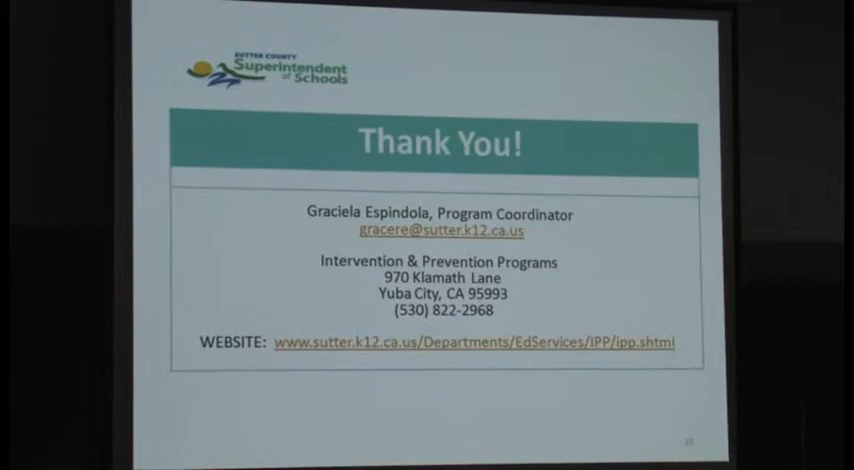 SUTTER COUNTY
Superintendent
of Schools
Thank You!
Graciela Espindola, Program Coordinator
gracere@sutter.k12.ca.us
Intervention & Prevention Programs
970 Klamath Lane
Yuba City, CA 95993
(530) 822-2968
WEBSITE: www.sutter.k12.ca.us/Departments/EdServices/IPP/ipp.shtml